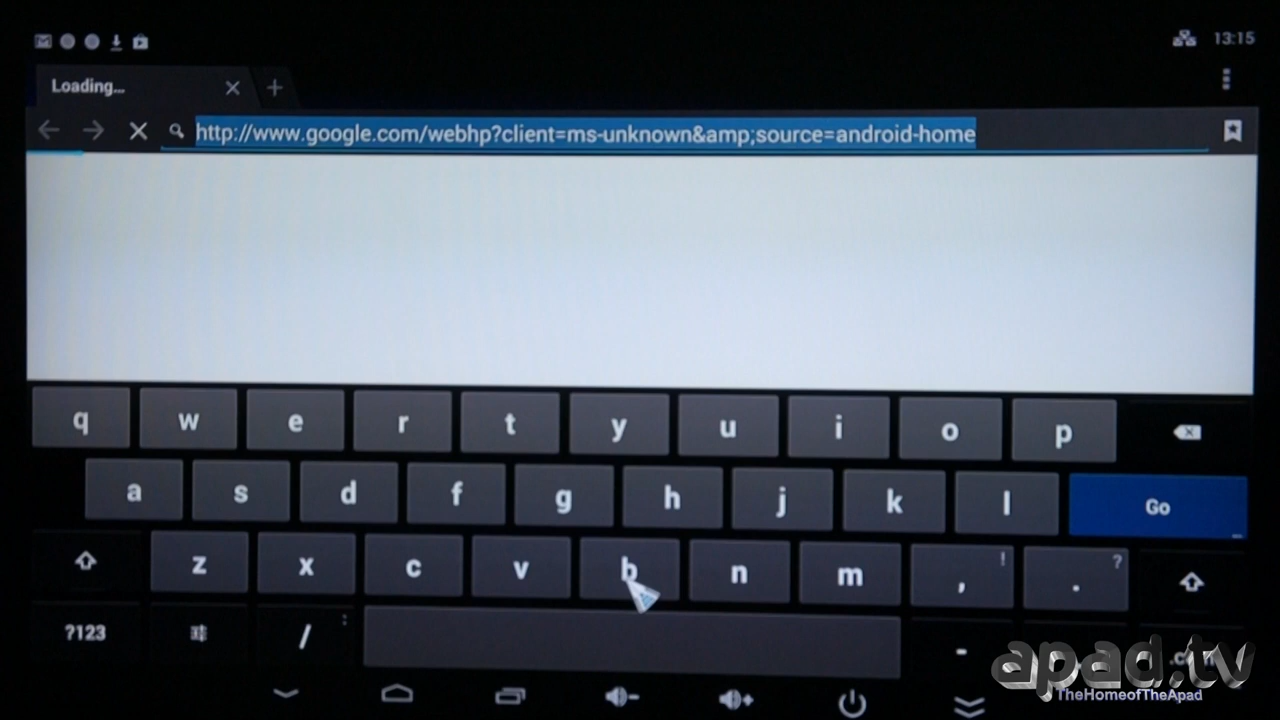 13:15
Loading...
http://www.google.com/webhp?client=ms-unknown&amp;source=android-home
q w e r t y u i o p
a s d f g h j k l Go
z x c v b n m , ! . ?
?123 / : -
apad.tv
TheHomeofTheApad